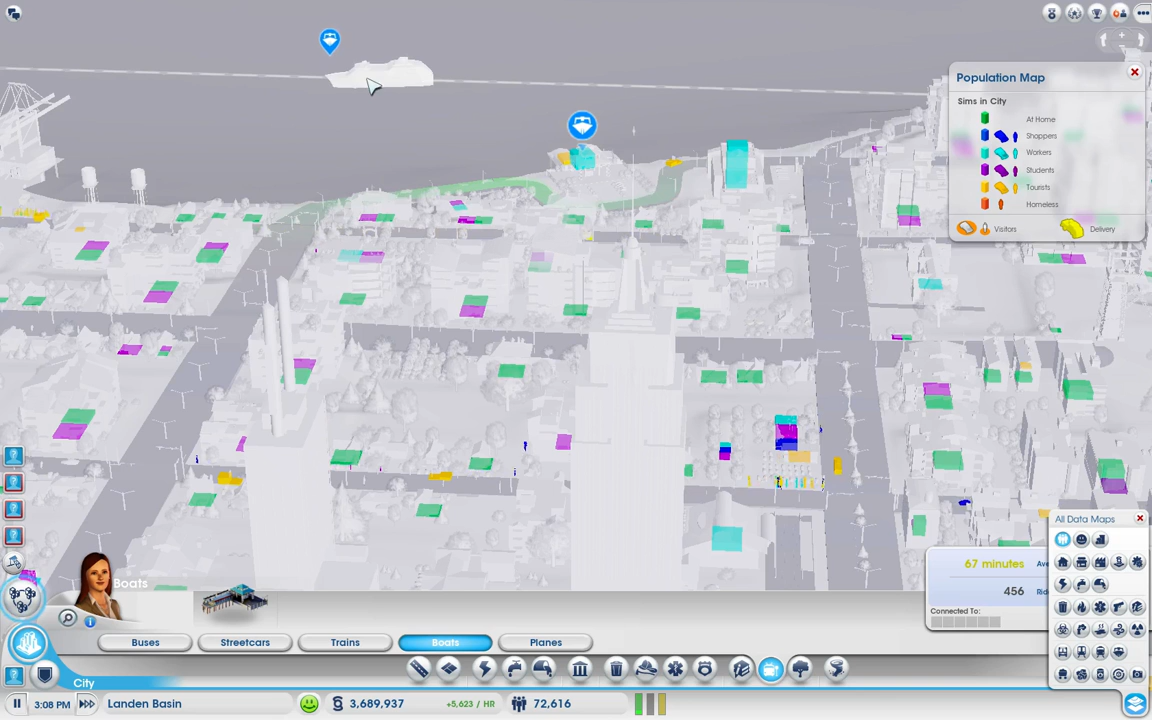 Population Map
Sims in City
At Home
Shoppers
Workers
Students
Tourists
Homeless
Visitors
Delivery
All Data Maps
67 minutes
456
Connected To:
Boats
Buses
Streetcars
Trains
Boats
Planes
City
3:08 PM
Landen Basin
3,689,937
+5,623 / HR
72,616